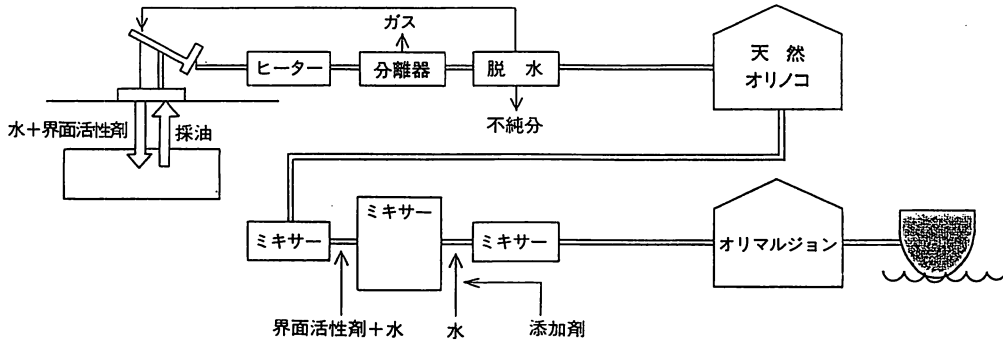 ガス
ヒーター
分離器
脱 水
天 然
オリノコ
水+界面活性剤
採油
不純分
ミキサー
ミキサー
ミキサー
オリマルジョン
界面活性剤+水
水
添加剤